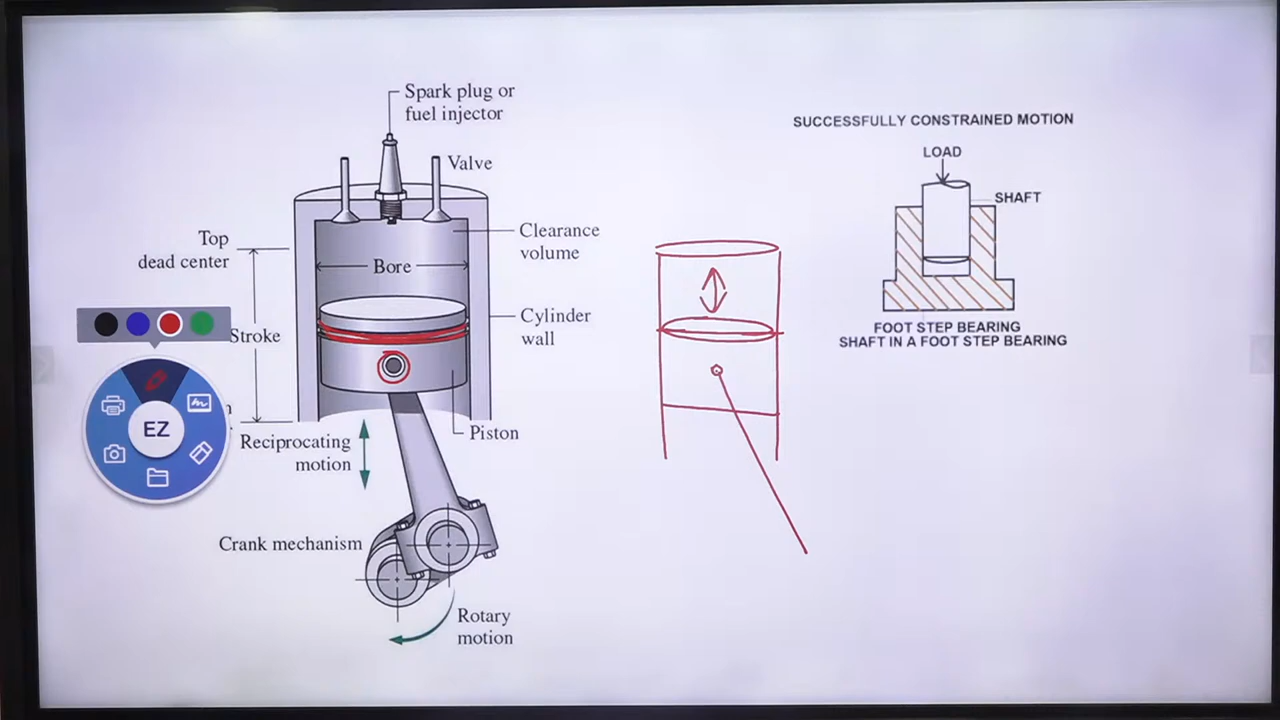 Spark plug or
fuel injector
Valve
Top
dead center
Clearance
volume
Bore
Stroke
Cylinder
wall
EZ
Reciprocating
motion
Piston
Crank mechanism
Rotary
motion
SUCCESSFULLY CONSTRAINED MOTION
LOAD
SHAFT
FOOT STEP BEARING
SHAFT IN A FOOT STEP BEARING